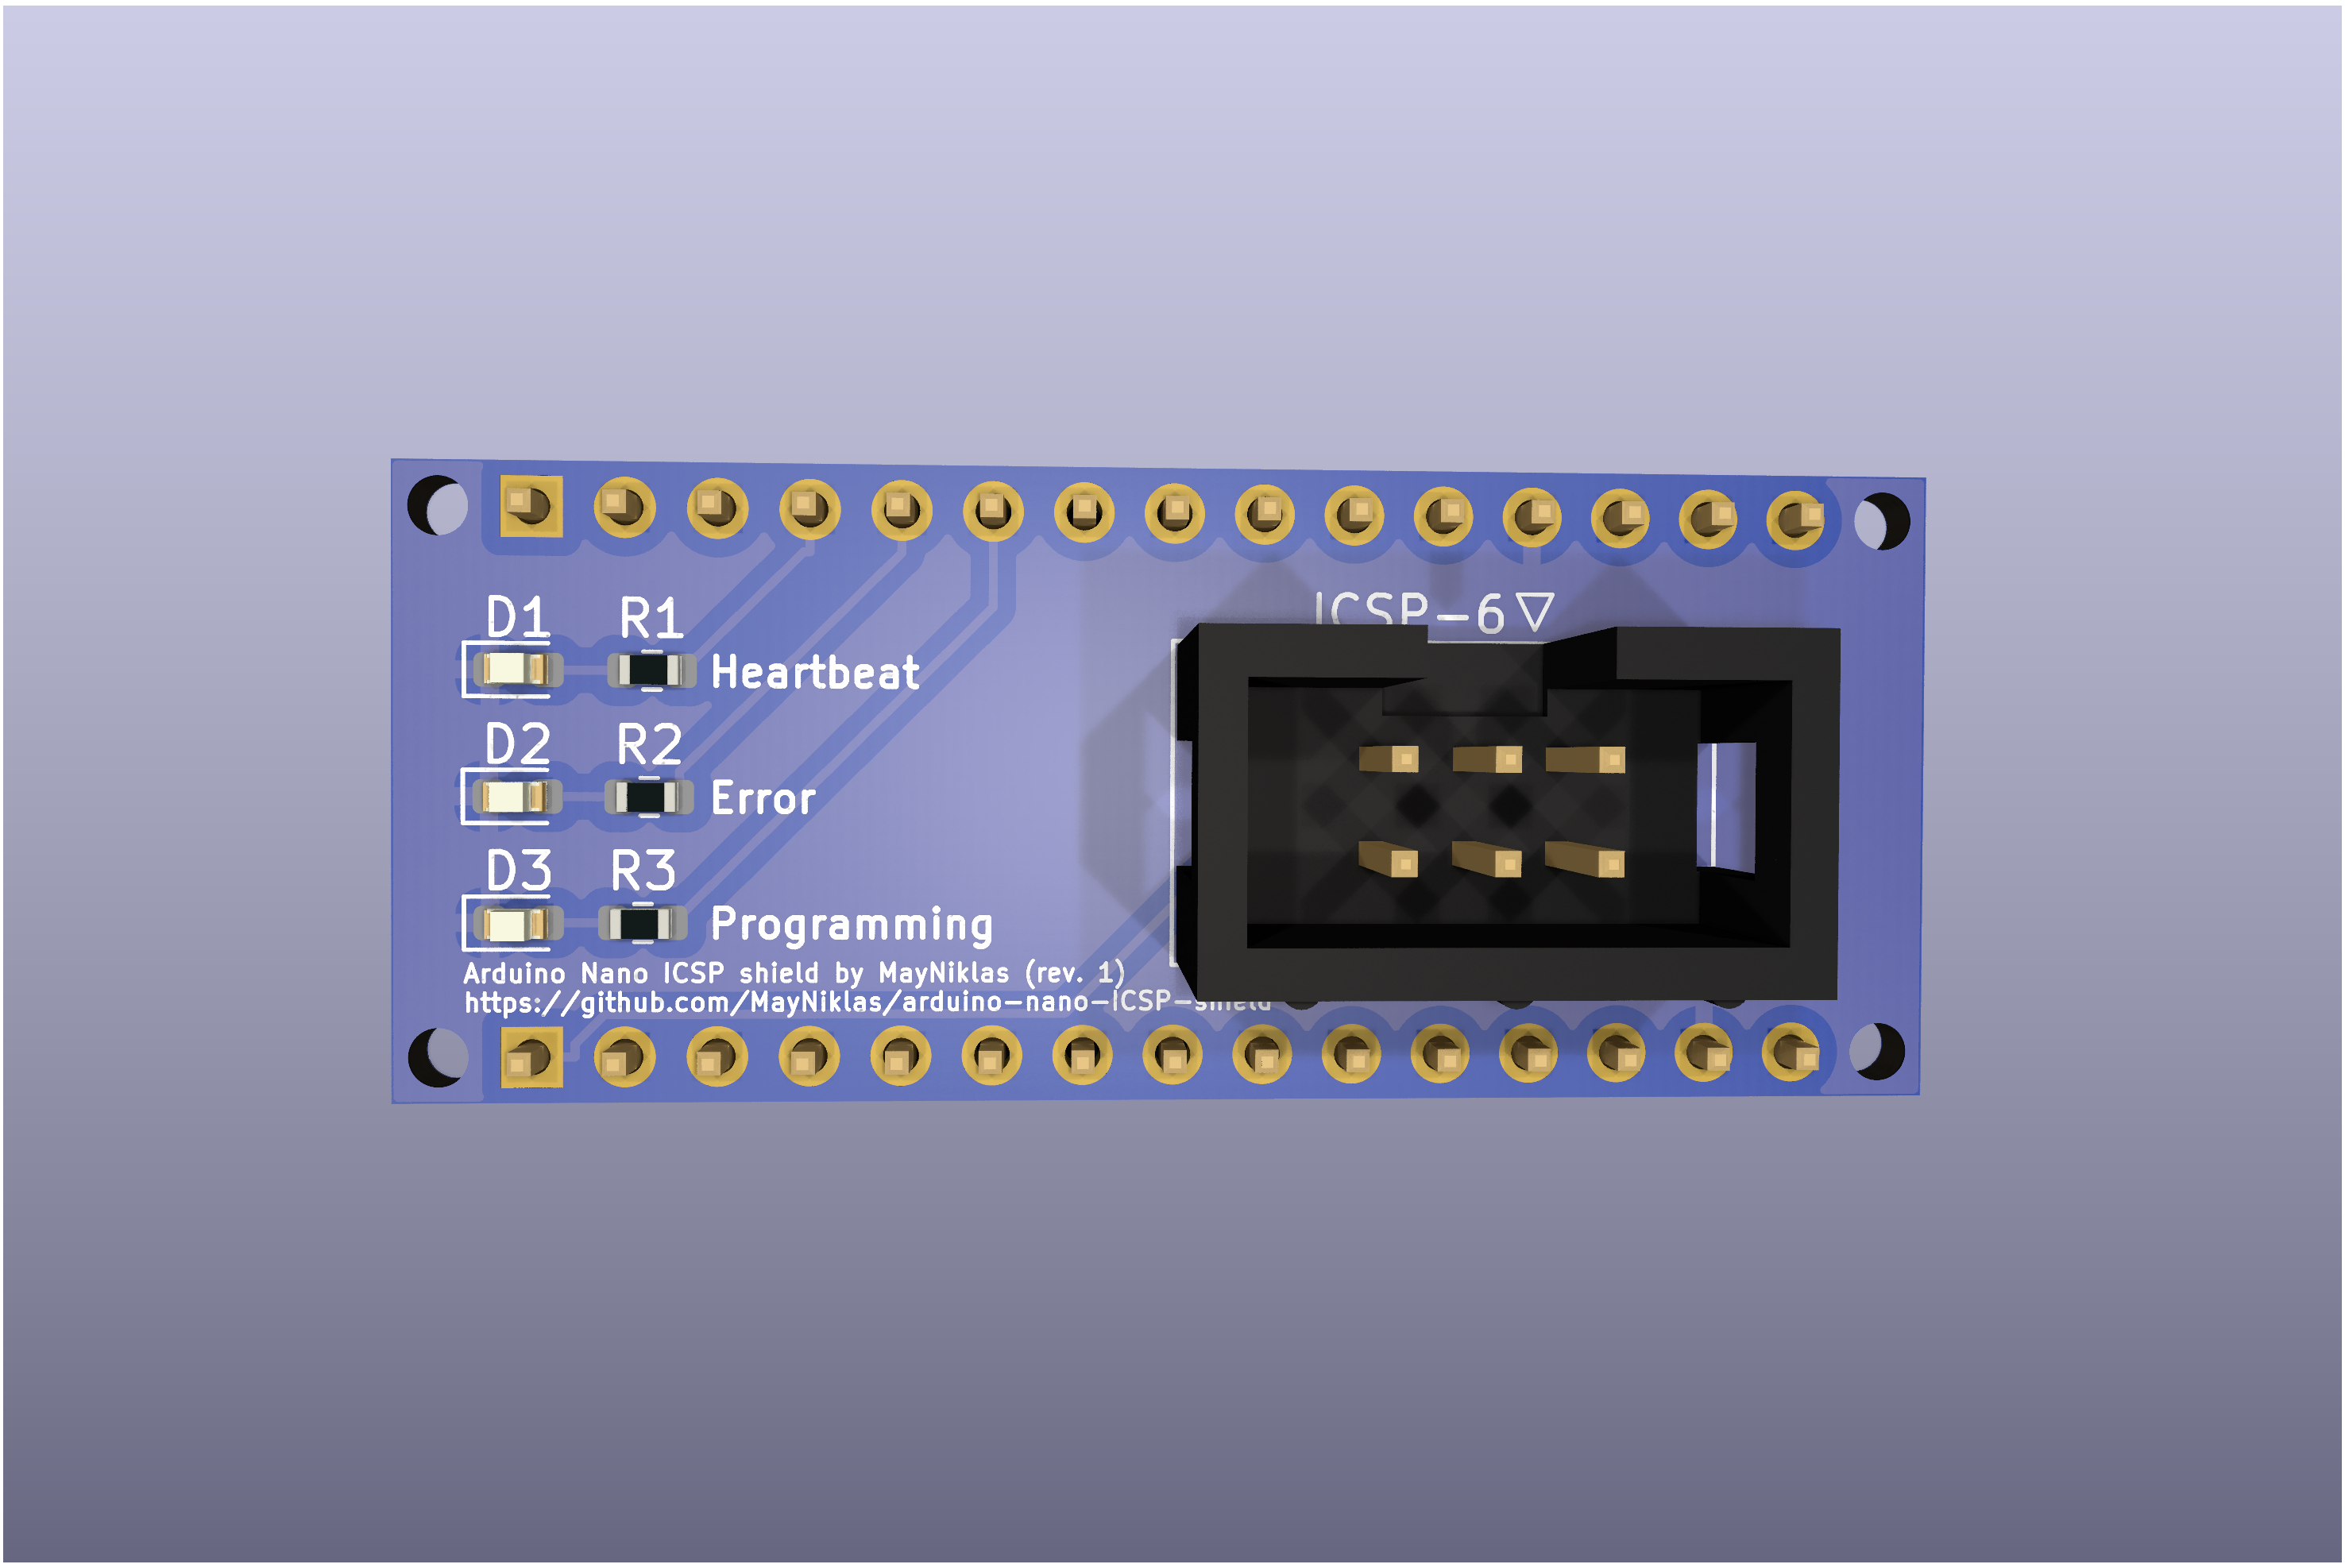 D1 R1
Heartbeat
ICSP-6
D2 R2
Error
D3 R3
Programming
Arduino Nano ICSP shield by MayNiklas (rev. 1)
https://github.com/MayNiklas/arduino-nano-ICSP-shield